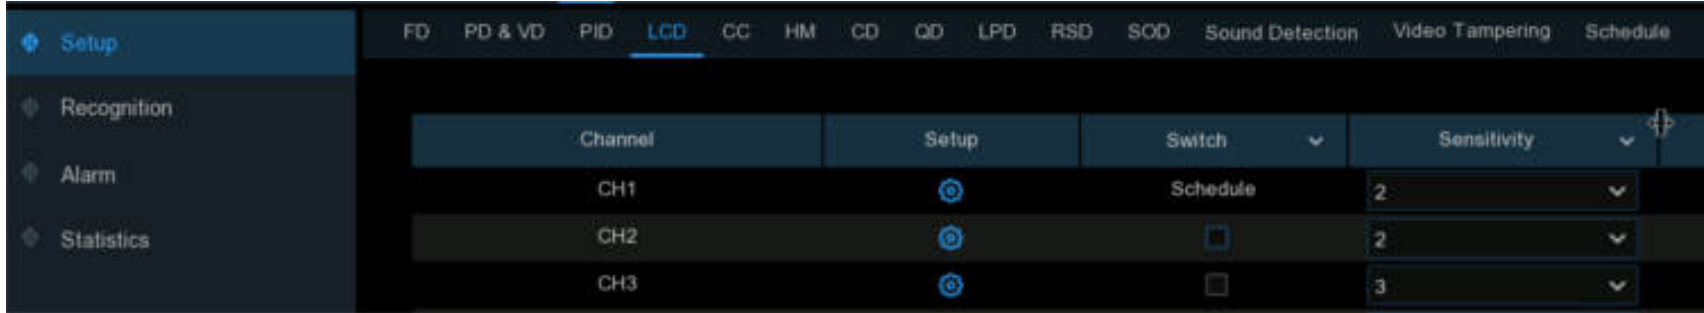 Setup
FD PD & VD PID LCD CC HM CD QD LPD RSD SOD Sound Detection Video Tampering Schedule
Recognition
Alarm
Statistics
Channel Setup Switch Sensitivity
CH1 Schedule 2
CH2 2
CH3 3